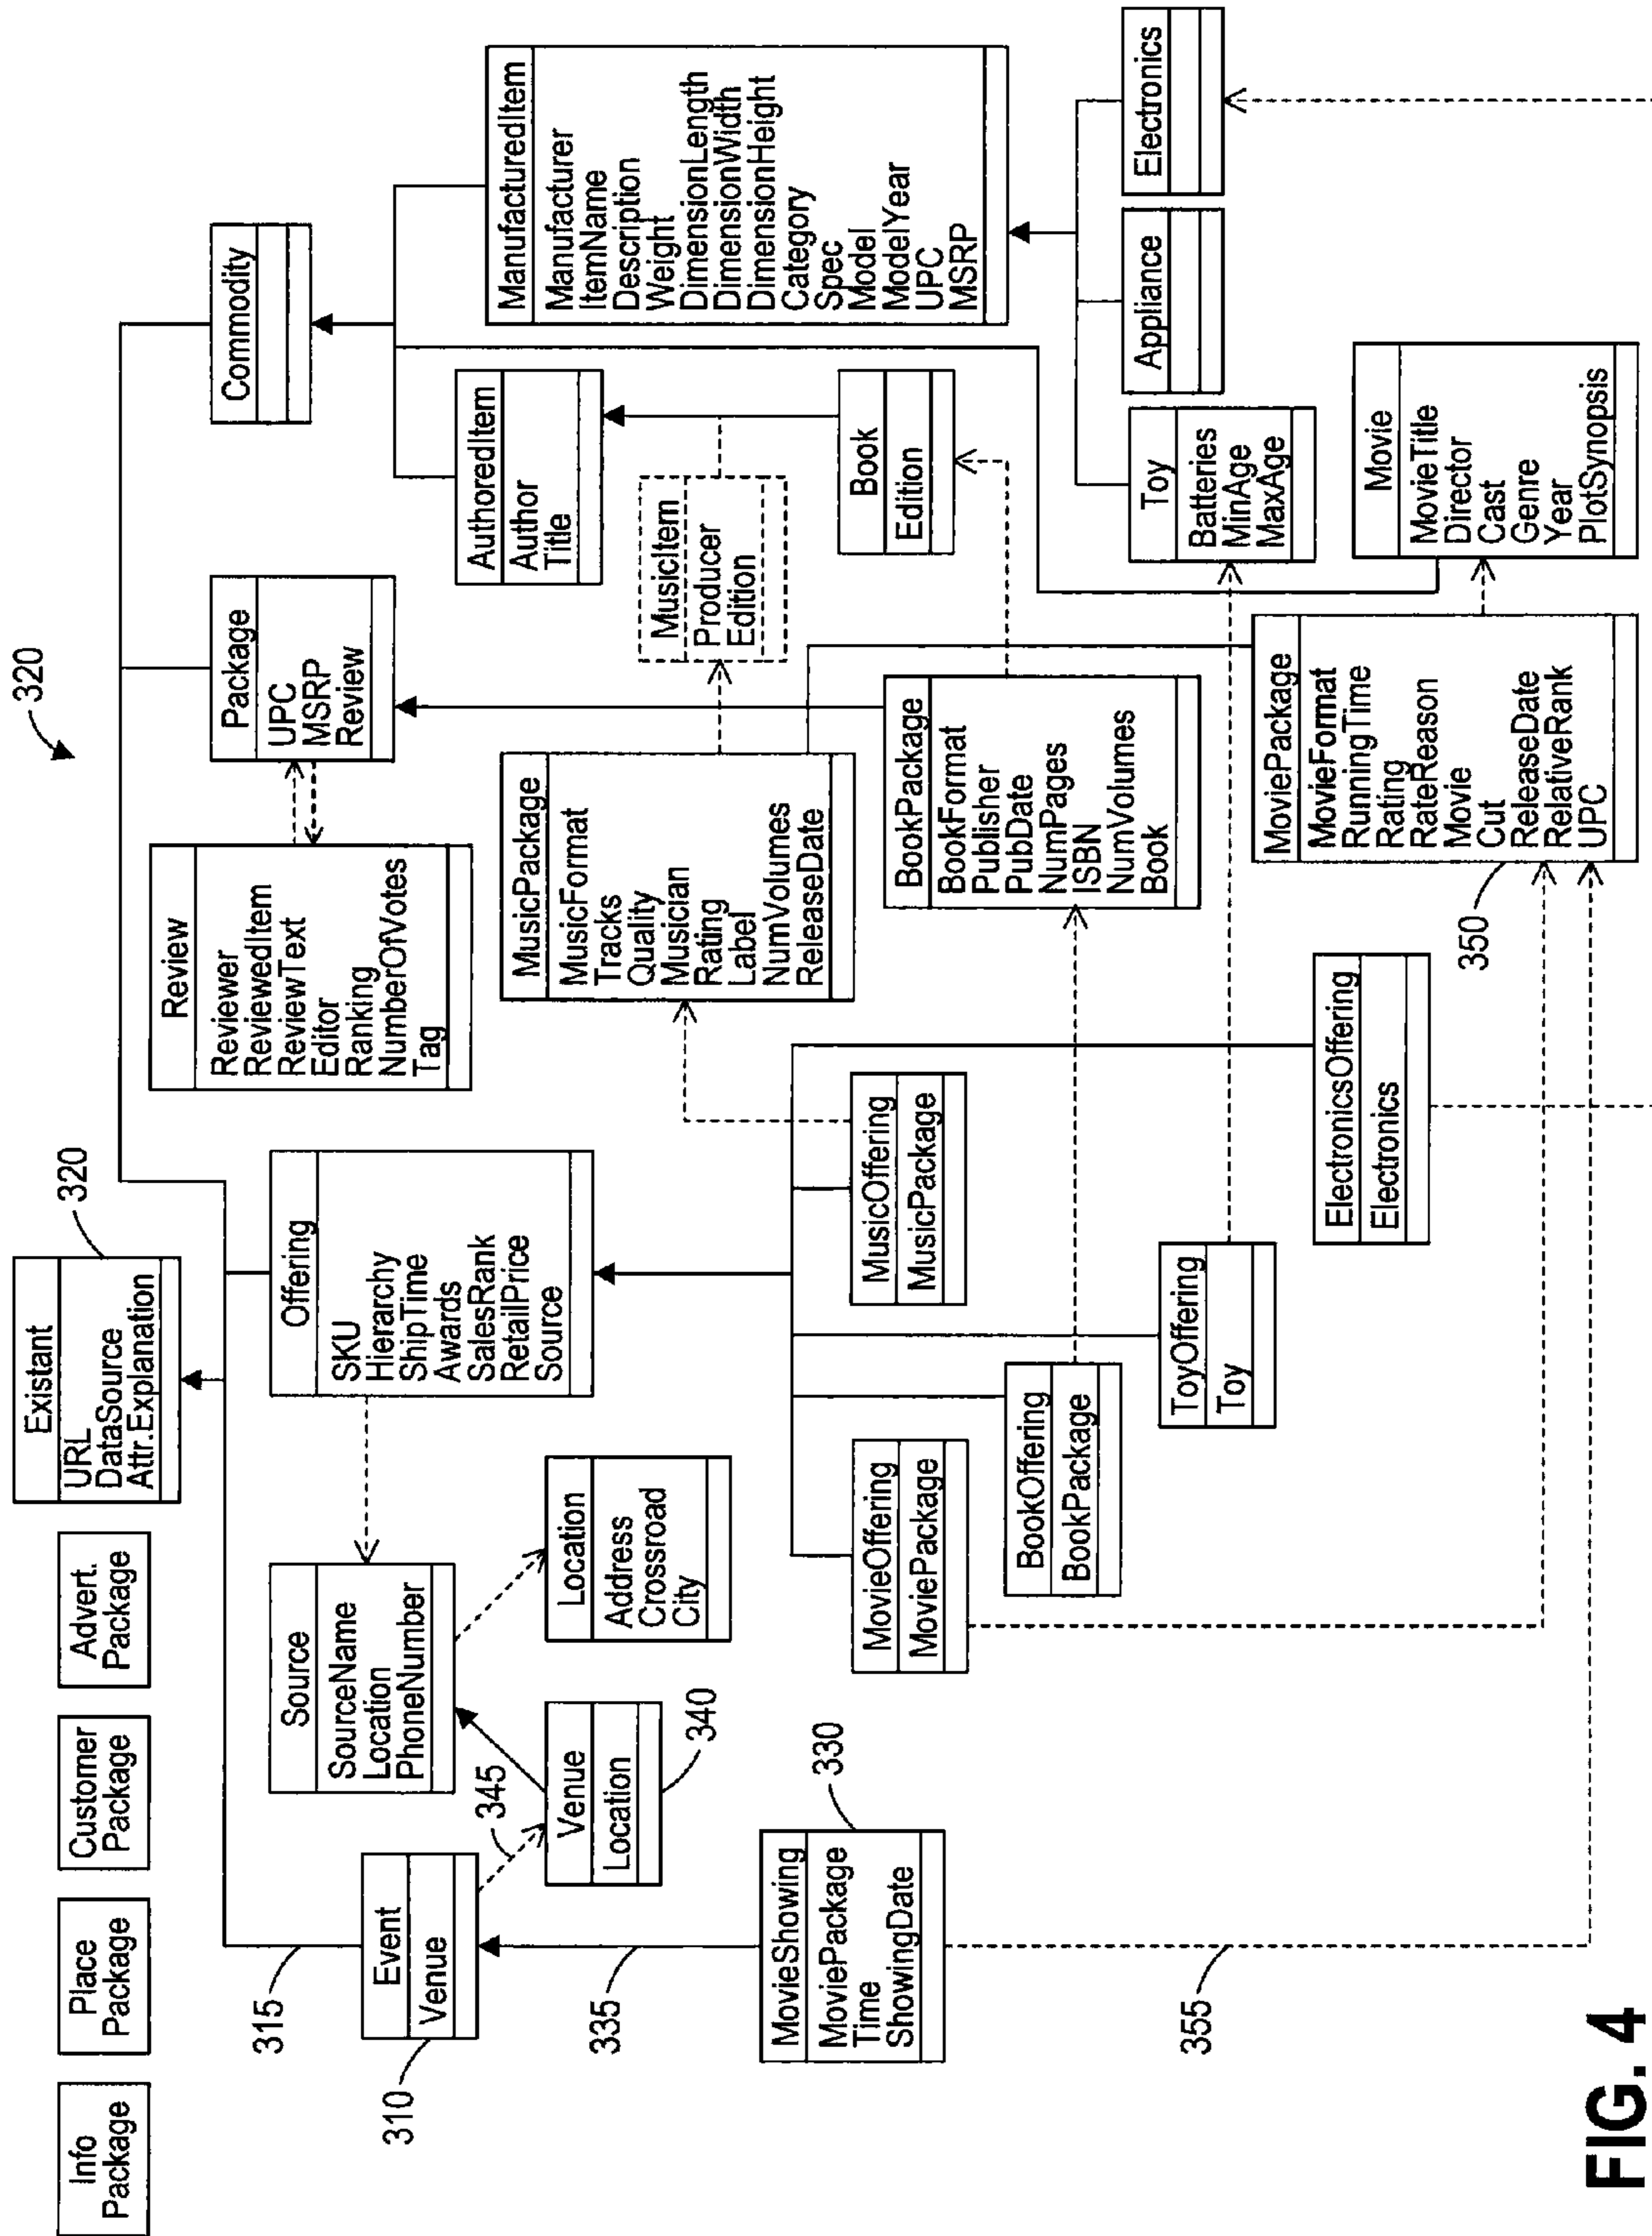 Info
Package
Place
Package
Customer
Package
Advert.
Package
Existant
URL
DataSource
Attr.Explanation
320
320
315
Event
Venue
310
345
Source
SourceName
Location
PhoneNumber
Venue
Location
340
Location
Address
Crossroad
City
Offering
SKU
Hierarchy
ShipTime
Awards
SalesRank
RetailPrice
Source
Review
Reviewer
ReviewedItem
ReviewText
Editor
Ranking
NumberOfVotes
Tag
Package
UPC
MSRP
Review
Commodity
335
MovieShowing
MoviePackage
Time
ShowingDate
330
355
MovieOffering
MoviePackage
BookOffering
BookPackage
MusicOffering
MusicPackage
ToyOffering
Toy
ElectronicsOffering
Electronics
MusicPackage
MusicFormat
Tracks
Quality
Musician
Rating
Label
NumVolumes
ReleaseDate
AuthoredItem
Author
Title
MusicItem
Producer
Edition
Book
Edition
ManufacturedItem
Manufacturer
ItemName
Description
Weight
DimensionLength
DimensionWidth
DimensionHeight
Category
Spec
Model
ModelYear
UPC
MSRP
BookPackage
BookFormat
Publisher
PubDate
NumPages
ISBN
NumVolumes
Book
Toy
Batteries
MinAge
MaxAge
Appliance
Electronics
350
MoviePackage
MovieFormat
RunningTime
Rating
RateReason
Movie
Cut
ReleaseDate
RelativeRank
UPC
Movie
MovieTitle
Director
Cast
Genre
Year
PlotSynopsis
FIG. 4